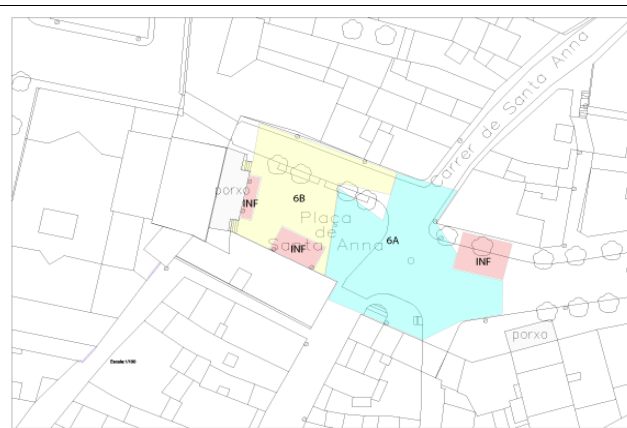 Carrer de Santa Anna
porxo
INF
6B
Plaça
de
Santa Anna
INF
6A
INF
porxo